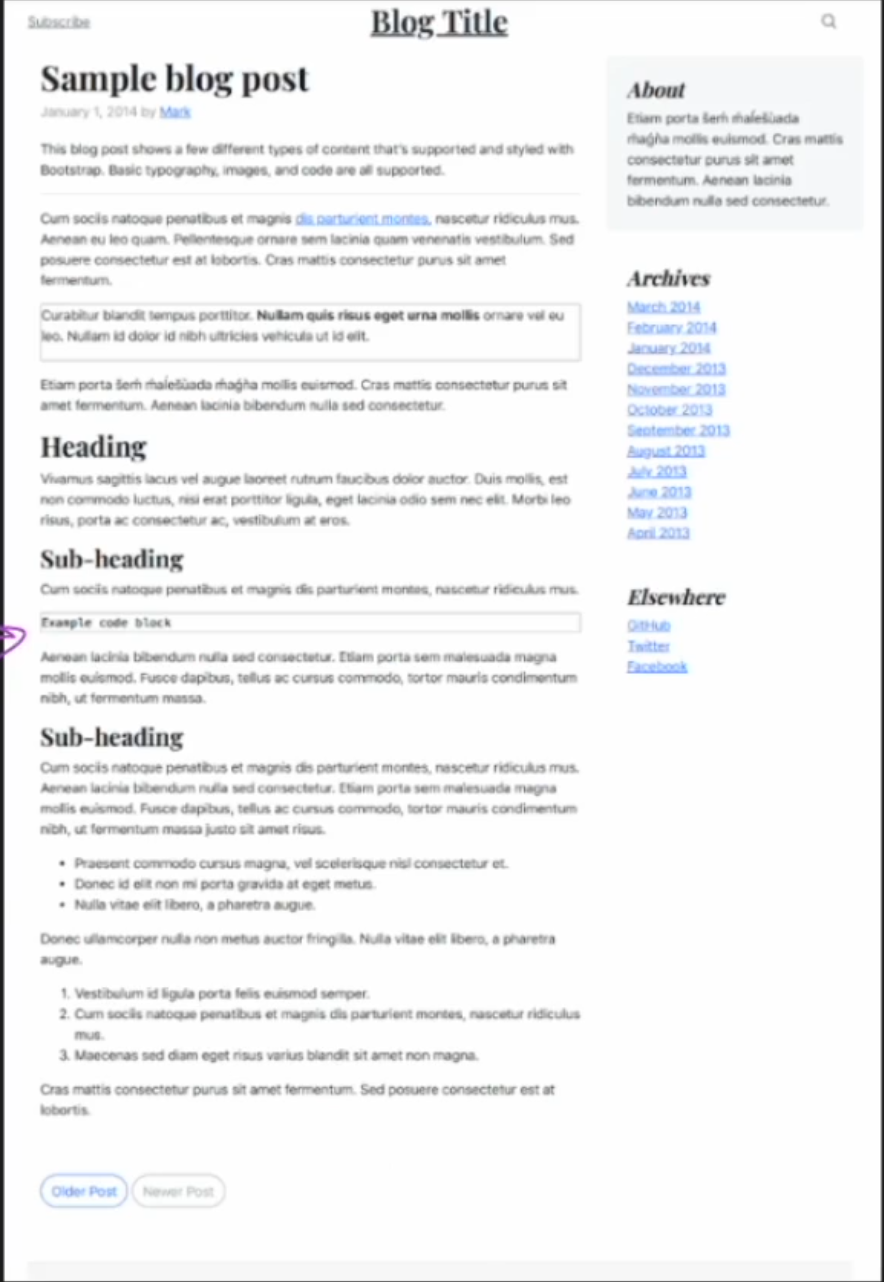 Subscribe
Blog Title
Sample blog post
January 1, 2014 by Mark
This blog post shows a few different types of content that's supported and styled with
Bootstrap. Basic typography, images, and code are all supported.
Cum sociis natoque penatibus et magnis dis parturient montes, nascetur ridiculus mus.
Aenean eu leo quam. Pellentesque ornare sem lacinia quam venenatis vestibulum. Sed
posuere consectetur est at lobortis. Cras mattis consectetur purus sit amet
fermentum.
Curabitur blandit tempus porttitor. Nullam quis risus eget urna mollis ornare vel eu
leo. Nullam id dolor id nibh ultricies vehicula ut id elit.
Etiam porta s̈em̀ ḿaĺes̈ùada ḿaǵh̀a mollis euismod. Cras mattis consectetur purus sit
amet fermentum. Aenean lacinia bibendum nulla sed consectetur.
Heading
Vivamus sagittis lacus vel augue laoreet rutrum faucibus dolor auctor. Duis mollis, est
non commodo luctus, nisi erat porttitor ligula, eget lacinia odio sem nec elit. Morbi leo
risus, porta ac consectetur ac, vestibulum at eros.
Sub-heading
Cum sociis natoque penatibus et magnis dis parturient montes, nascetur ridiculus mus.
Example code block
Aenean lacinia bibendum nulla sed consectetur. Etiam porta sem malesuada magna
mollis euismod. Fusce dapibus, tellus ac cursus commodo, tortor mauris condimentum
nibh, ut fermentum massa.
Sub-heading
Cum sociis natoque penatibus et magnis dis parturient montes, nascetur ridiculus mus.
Aenean lacinia bibendum nulla sed consectetur. Etiam porta sem malesuada magna
mollis euismod. Fusce dapibus, tellus ac cursus commodo, tortor mauris condimentum
nibh, ut fermentum massa justo sit amet risus.
• Praesent commodo cursus magna, vel scelerisque nisl consectetur et.
• Donec id elit non mi porta gravida at eget metus.
• Nulla vitae elit libero, a pharetra augue.
Donec ullamcorper nulla non metus auctor fringilla. Nulla vitae elit libero, a pharetra
augue.
1. Vestibulum id ligula porta felis euismod semper.
2. Cum sociis natoque penatibus et magnis dis parturient montes, nascetur ridiculus
mus.
3. Maecenas sed diam eget risus varius blandit sit amet non magna.
Cras mattis consectetur purus sit amet fermentum. Sed posuere consectetur est at
lobortis.
Older Post Newer Post
About
Etiam porta s̈em̀ ḿaĺes̈ùada
ḿaǵh̀a mollis euismod. Cras mattis
consectetur purus sit amet
fermentum. Aenean lacinia
bibendum nulla sed consectetur.
Archives
March 2014
February 2014
January 2014
December 2013
November 2013
October 2013
September 2013
August 2013
July 2013
June 2013
May 2013
April 2013
Elsewhere
GitHub
Twitter
Facebook